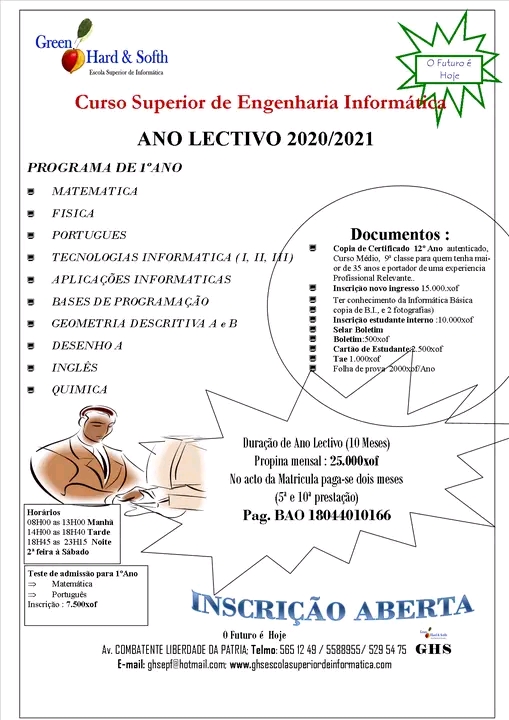 Green
Hard & Softh
Escola Superior de Informática
O Futuro é
Hoje
Curso Superior de Engenharia Informática
ANO LECTIVO 2020/2021
PROGRAMA DE 1ºANO
MATEMATICA
FISICA
PORTUGUES
TECNOLOGIAS INFORMATICA ( I, II, III)
APLICAÇÕES INFORMATICAS
BASES DE PROGRAMAÇÃO
GEOMETRIA DESCRITIVA A e B
DESENHO A
INGLÊS
QUIMICA
Documentos :
Copia de Certificado 12º Ano autenticado,
Curso Médio, 9ª classe para quem tenha mai-
or de 35 anos e portador de uma experiencia
Profissional Relevante..
Inscrição novo ingresso 15.000.xof
Ter conhecimento da Informática Básica
copia de B.I., e 2 fotografias)
Inscrição estudante interno :10.000xof
Selar Boletim
Boletim:500xof
Cartão de Estudante:2.500xof
Tae 1.000xof
Folha de prova 2000xof/Ano
Duração de Ano Lectivo (10 Meses)
Propina mensal : 25.000xof
No acto da Matricula paga-se dois meses
(5ª e 10ª prestação)
Pag. BAO 18044010166
Horários
08H00 as 13H00 Manhã
14H00 as 18H40 Tarde
18H45 as 23H15 Noite
2ª feira à Sábado
Teste de admissão para 1ºAno
⇒ Matemática
⇒ Português
Inscrição : 7.500xof
INSCRIÇÃO ABERTA
O Futuro é Hoje
Av. COMBATENTE LIBERDADE DA PATRIA; Telmo: 565 12 49 / 5588955/ 529 54 75
GHS
E-mail: ghsepf@hotmail.com; www.ghsescolasuperiordeinformatica.com